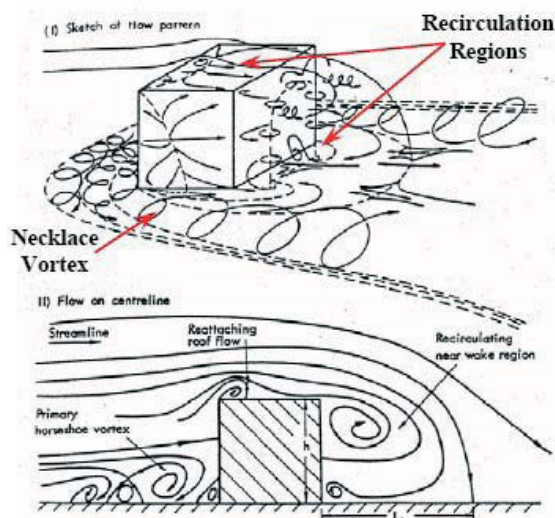 (I) Sketch of flow pattern
Recirculation
Regions
Necklace
Vortex
II) Flow on centreline
Streamline
Reattaching
roof flow
Recirculating
near wake region
Primary
horseshoe vortex
h